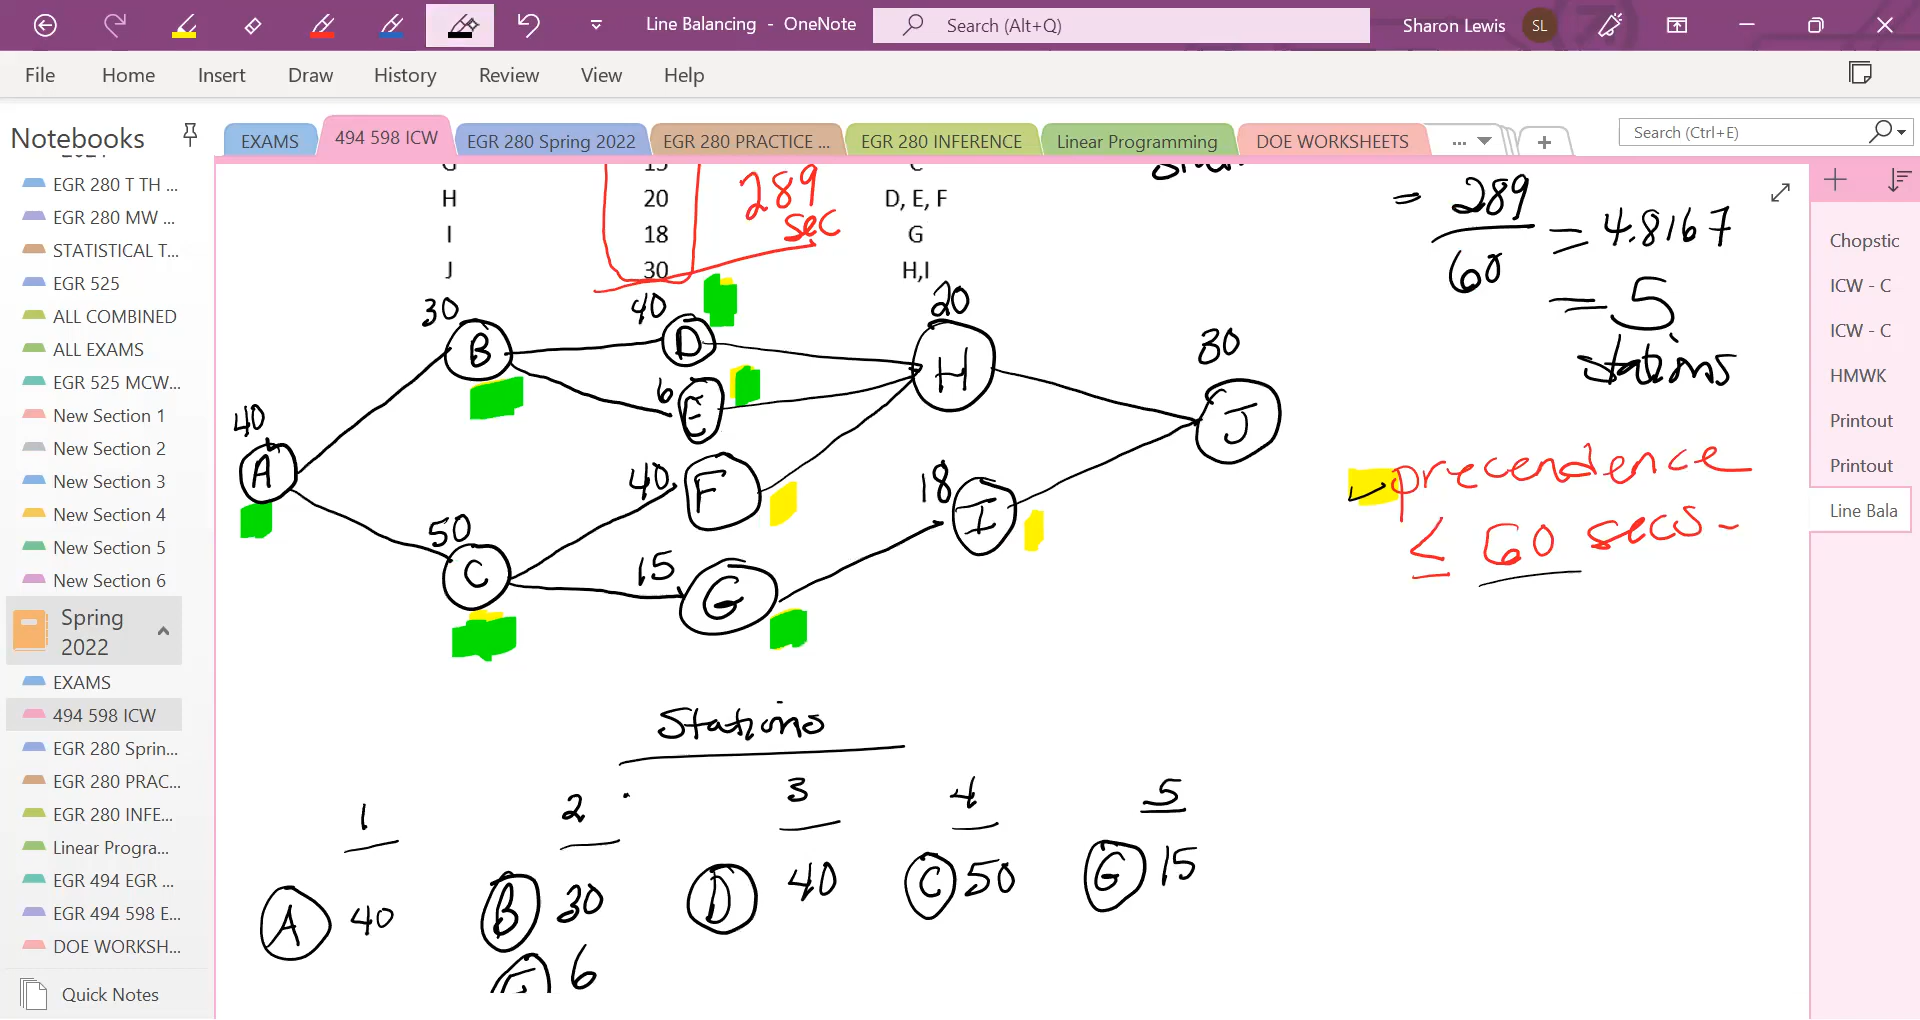 Line Balancing - OneNote
Search (Alt+Q)
Sharon Lewis
SL
File Home Insert Draw History Review View Help
Notebooks
EXAMS
494 598 ICW
EGR 280 Spring 2022
EGR 280 PRACTICE ...
EGR 280 INFERENCE
Linear Programming
DOE WORKSHEETS
...
Search (Ctrl+E)
EGR 280 T TH ...
EGR 280 MW ...
STATISTICAL T...
EGR 525
ALL COMBINED
ALL EXAMS
EGR 525 MCW...
New Section 1
New Section 2
New Section 3
New Section 4
New Section 5
New Section 6
Spring
2022
EXAMS
494 598 ICW
EGR 280 Sprin...
EGR 280 PRAC...
EGR 280 INFE...
Linear Progra...
EGR 494 EGR ...
EGR 494 598 E...
DOE WORKSH...
Quick Notes
H 20 D, E, F
I 18 G
J 30 H,I
289
sec
= 289
60
= 4.8167
= 5
stations
30 B
40 D
20 H
6 E
30 J
40 A
40 F
18 I
50 C
15 G
precendence
≤ 60 secs-
Stations
1 2 3 4 5
A 40
B 30
D 40
C 50
G 15
6
Chopstic
ICW - C
ICW - C
HMWK
Printout
Printout
Line Bala